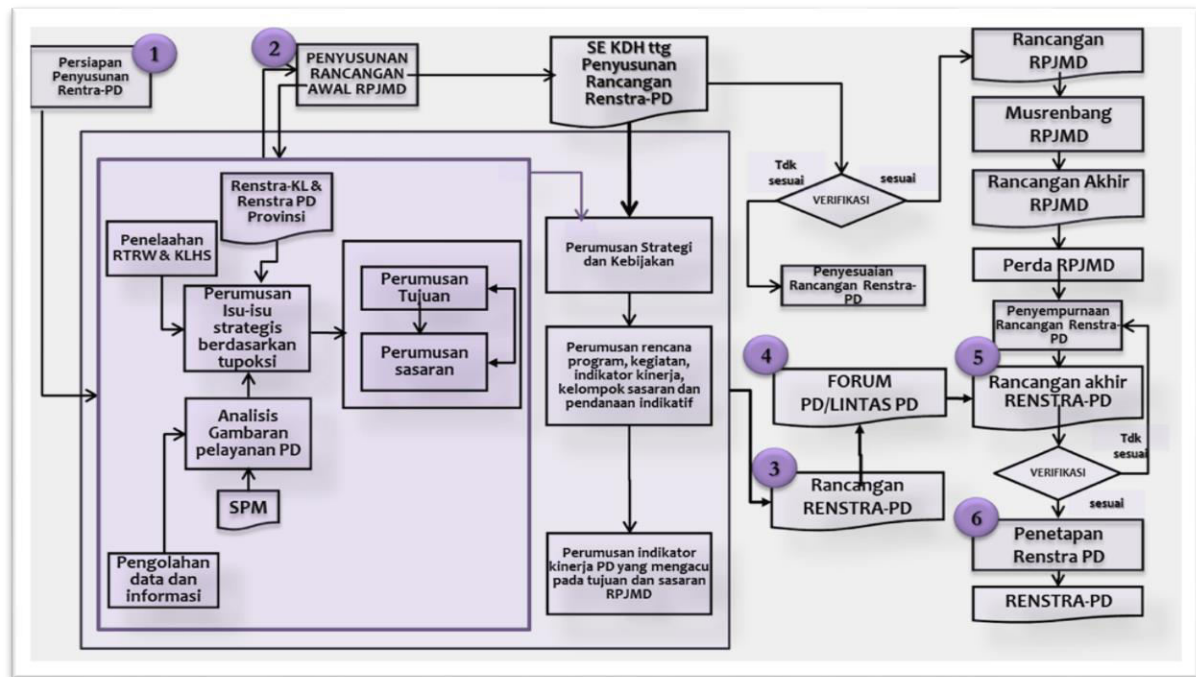 1
Persiapan
Penyusunan
Rentra-PD
2
PENYUSUNAN
RANCANGAN
AWAL RPJMD
SE KDH ttg
Penyusunan
Rancangan
Renstra-PD
Rancangan
RPJMD
Musrenbang
RPJMD
Rancangan Akhir
RPJMD
Perda RPJMD
Penyempurnaan
Rancangan Renstra-
PD
Tdk
sesuai
sesuai
VERIFIKASI
Penyesuaian
Rancangan Renstra-
PD
Renstra-KL &
Renstra PD
Provinsi
Penelaahan
RTRW & KLHS
Perumusan
Isu-isu
strategis
berdasarkan
tupoksi
Perumusan
Tujuan
Perumusan
sasaran
Analisis
Gambaran
pelayanan PD
SPM
Pengolahan
data dan
informasi
Perumusan Strategi
dan Kebijakan
Perumusan rencana
program, kegiatan,
indikator kinerja,
kelompok sasaran dan
pendanaan indikatif
Perumusan indikator
kinerja PD yang mengacu
pada tujuan dan sasaran
RPJMD
3
Rancangan
RENSTRA-PD
4
FORUM
PD/LINTAS PD
5
Rancangan akhir
RENSTRA-PD
Tdk
sesuai
VERIFIKASI
sesuai
6
Penetapan
Renstra PD
RENSTRA-PD